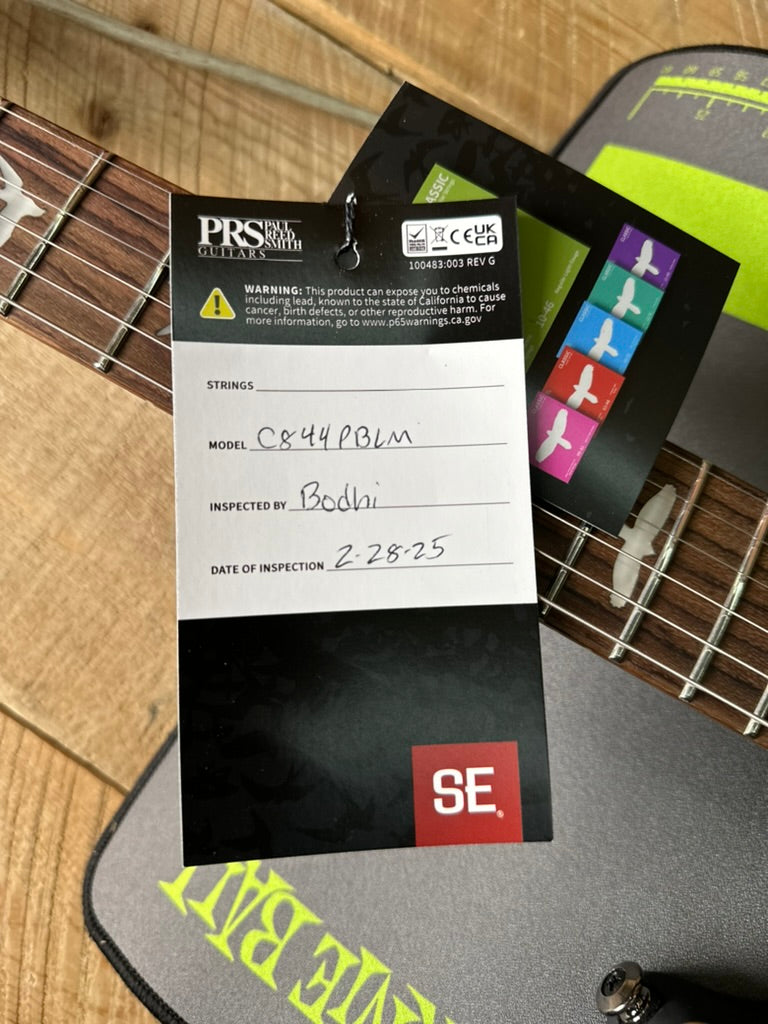 PRS PAUL REED SMITH
GUITARS
CE UK CA
100483:003 REV G
WARNING: This product can expose you to chemicals
including lead, known to the state of California to cause
cancer, birth defects, or other reproductive harm. For
more information, go to www.p65warnings.ca.gov
STRINGS
MODEL C844PBLM
INSPECTED BY Bodhi
DATE OF INSPECTION 2-28-25
SE
10-46